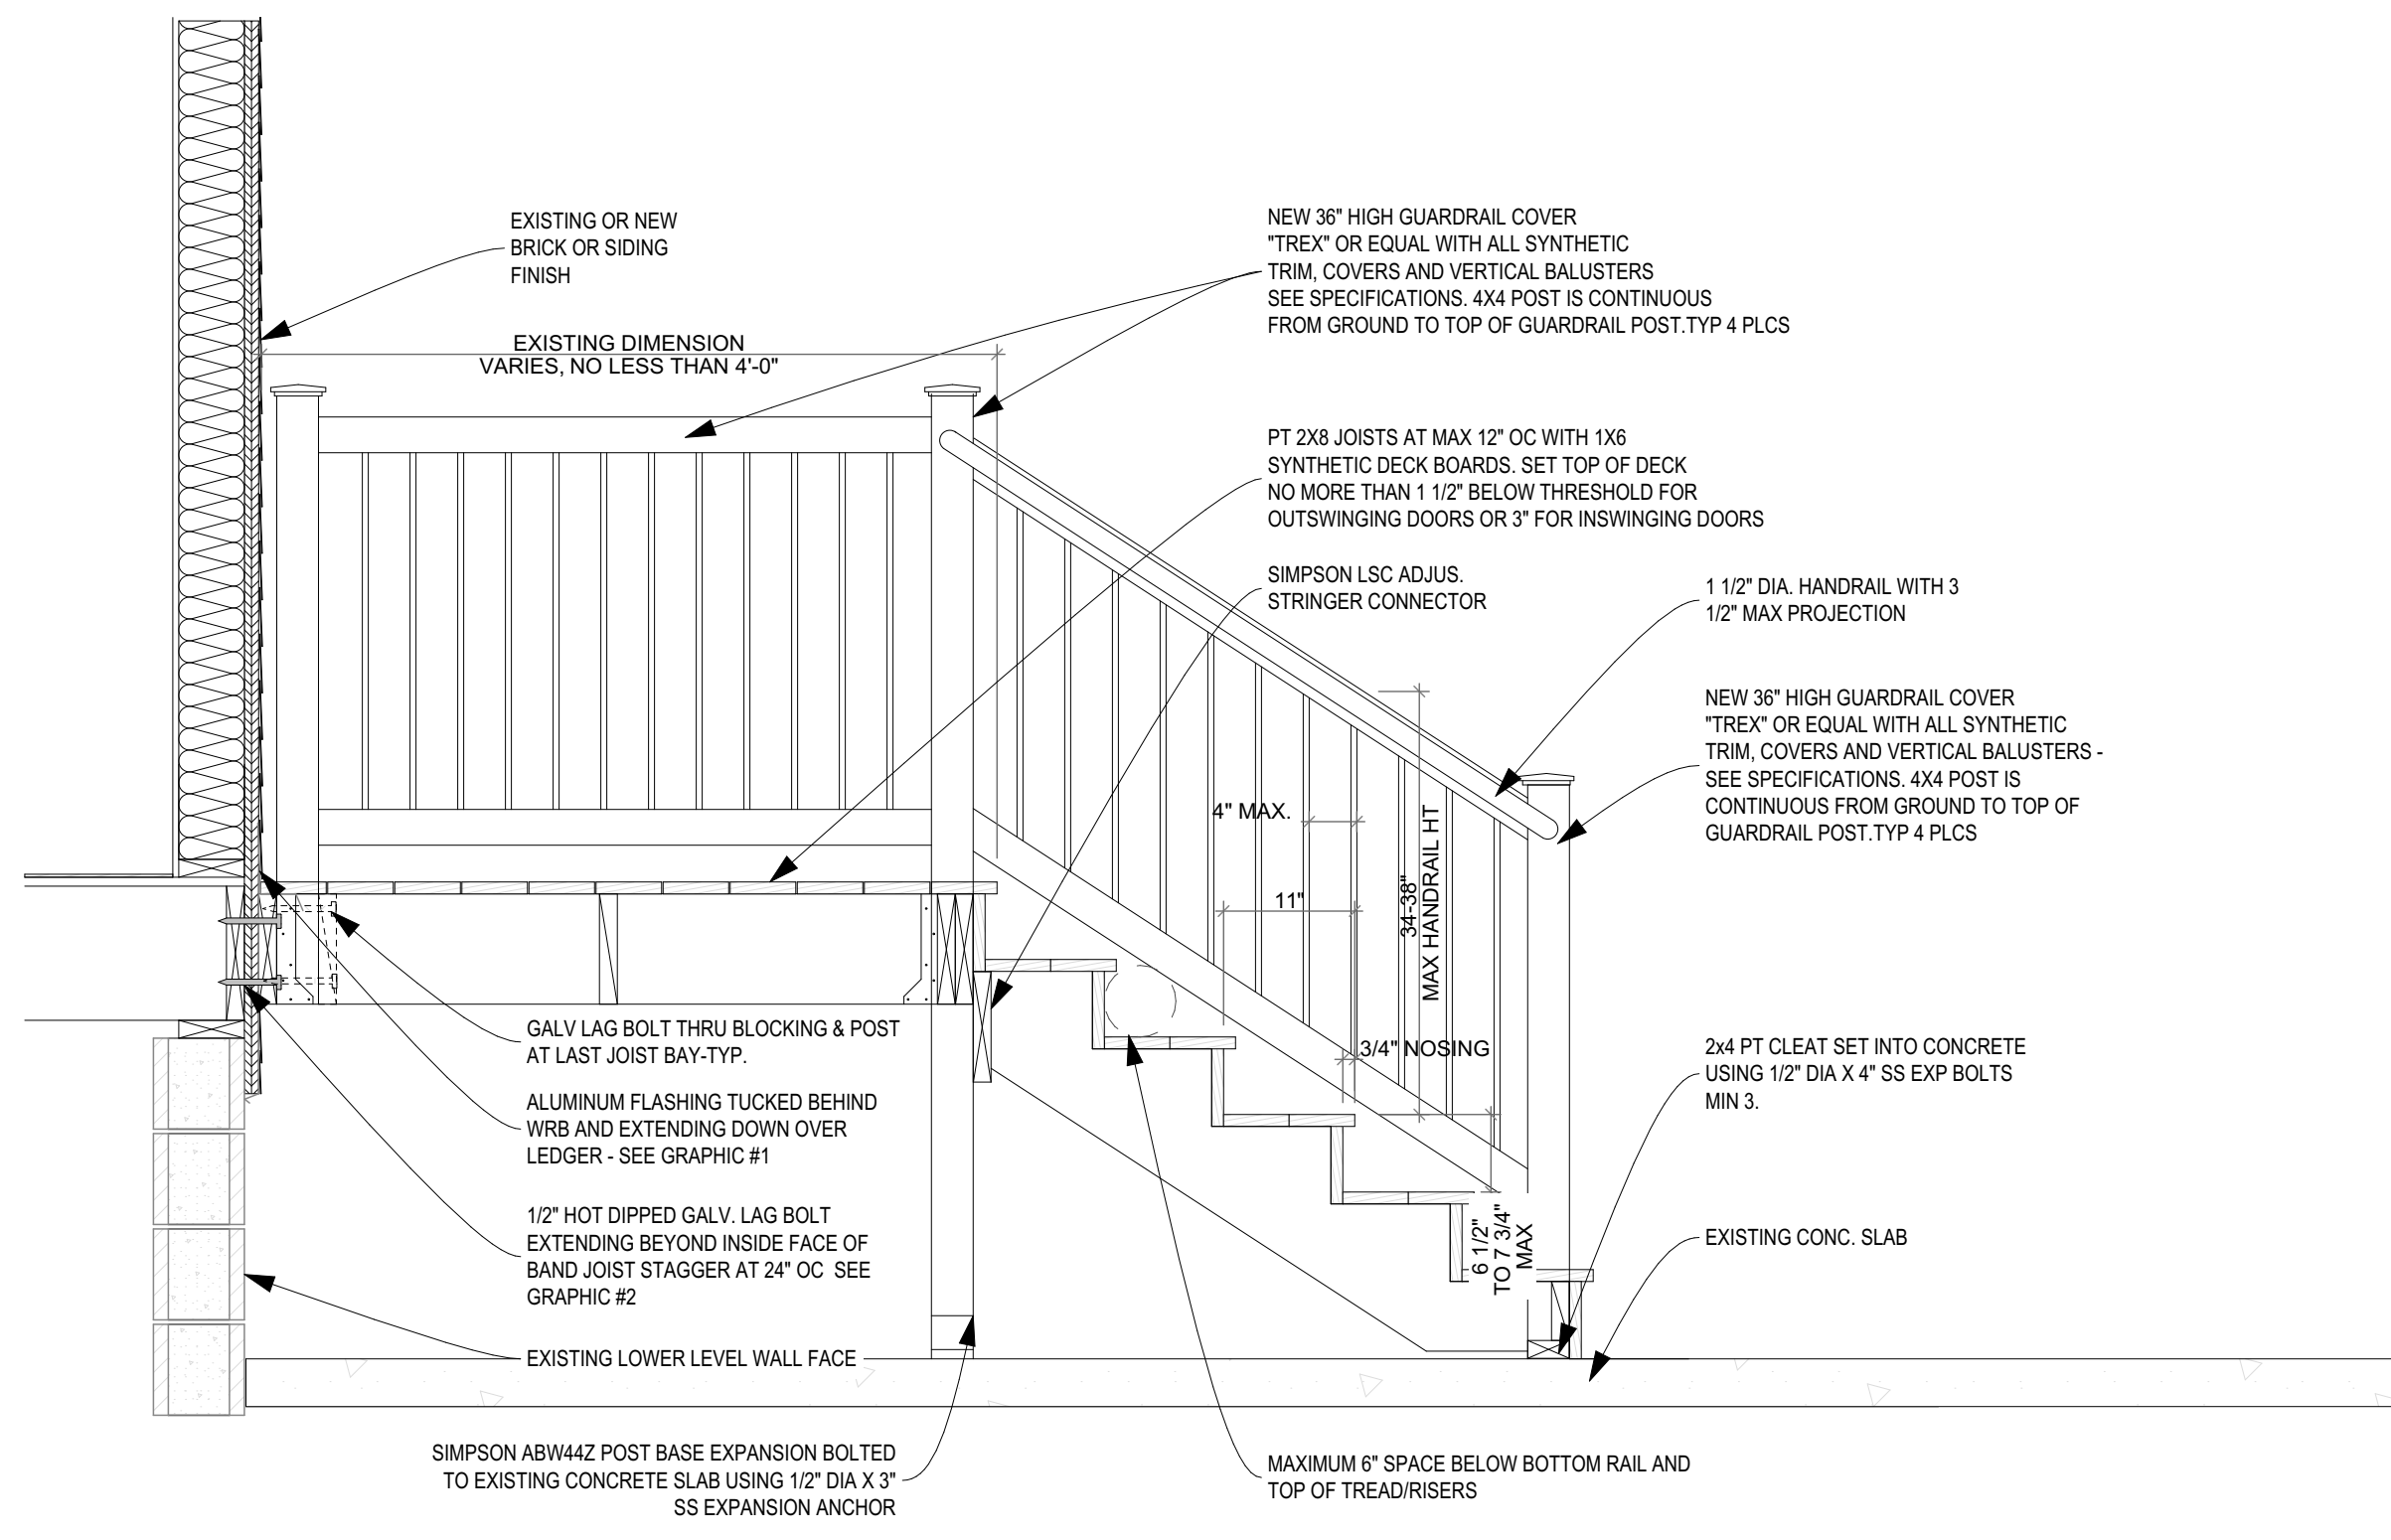 EXISTING OR NEW
BRICK OR SIDING
FINISH
EXISTING DIMENSION
VARIES, NO LESS THAN 4'-0"
NEW 36" HIGH GUARDRAIL COVER
"TREX" OR EQUAL WITH ALL SYNTHETIC
TRIM, COVERS AND VERTICAL BALUSTERS
SEE SPECIFICATIONS. 4X4 POST IS CONTINUOUS
FROM GROUND TO TOP OF GUARDRAIL POST.TYP 4 PLCS
PT 2X8 JOISTS AT MAX 12" OC WITH 1X6
SYNTHETIC DECK BOARDS. SET TOP OF DECK
NO MORE THAN 1 1/2" BELOW THRESHOLD FOR
OUTSWINGING DOORS OR 3" FOR INSWINGING DOORS
SIMPSON LSC ADJUS.
STRINGER CONNECTOR
1 1/2" DIA. HANDRAIL WITH 3
1/2" MAX PROJECTION
NEW 36" HIGH GUARDRAIL COVER
"TREX" OR EQUAL WITH ALL SYNTHETIC
TRIM, COVERS AND VERTICAL BALUSTERS -
SEE SPECIFICATIONS. 4X4 POST IS
CONTINUOUS FROM GROUND TO TOP OF
GUARDRAIL POST.TYP 4 PLCS
4" MAX.
11"
34-38"
MAX HANDRAIL HT
3/4" NOSING
6 1/2"
TO 7 3/4"
MAX
GALV LAG BOLT THRU BLOCKING & POST
AT LAST JOIST BAY-TYP.
ALUMINUM FLASHING TUCKED BEHIND
WRB AND EXTENDING DOWN OVER
LEDGER - SEE GRAPHIC #1
1/2" HOT DIPPED GALV. LAG BOLT
EXTENDING BEYOND INSIDE FACE OF
BAND JOIST STAGGER AT 24" OC  SEE
GRAPHIC #2
EXISTING LOWER LEVEL WALL FACE
2x4 PT CLEAT SET INTO CONCRETE
USING 1/2" DIA X 4" SS EXP BOLTS
MIN 3.
EXISTING CONC. SLAB
SIMPSON ABW44Z POST BASE EXPANSION BOLTED
TO EXISTING CONCRETE SLAB USING 1/2" DIA X 3"
SS EXPANSION ANCHOR
MAXIMUM 6" SPACE BELOW BOTTOM RAIL AND
TOP OF TREAD/RISERS